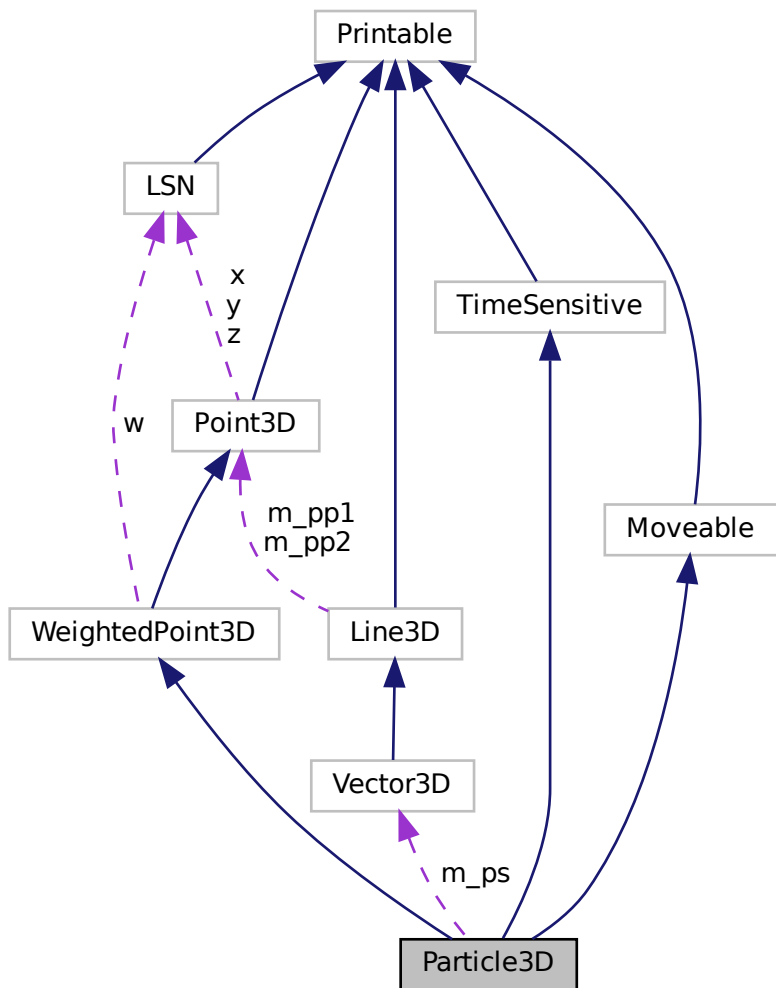 Printable
LSN
x
y
z
TimeSensitive
w
Point3D
m_pp1
m_pp2
Moveable
WeightedPoint3D
Line3D
Vector3D
m_ps
Particle3D